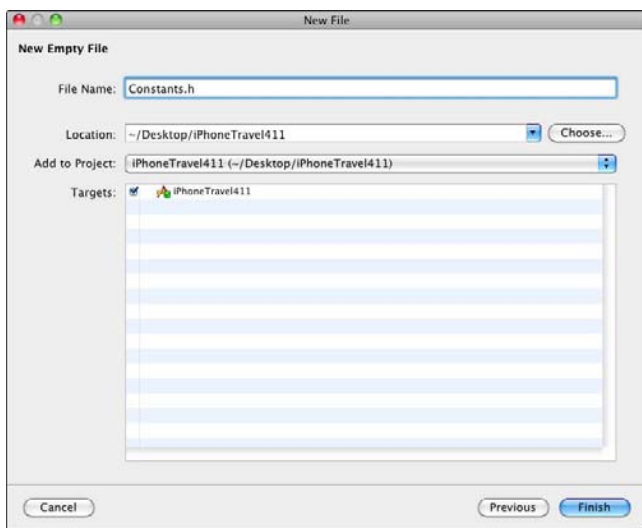 New File
New Empty File
File Name: Constants.h
Location: ~/Desktop/iPhoneTravel411 Choose...
Add to Project: iPhoneTravel411 (~/Desktop/iPhoneTravel411)
Targets: iPhoneTravel411
Cancel Previous Finish